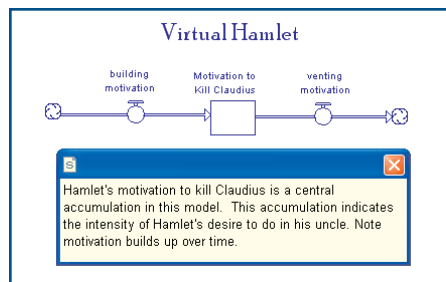 Virtual Hamlet
building
motivation
Motivation to
Kill Claudius
venting
motivation
S
Hamlet's motivation to kill Claudius is a central
accumulation in this model.  This accumulation indicates
the intensity of Hamlet's desire to do in his uncle. Note
motivation builds up over time.